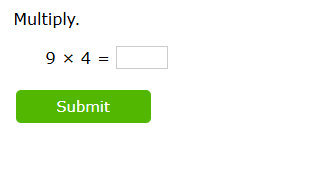 Multiply.
9 × 4 =
Submit